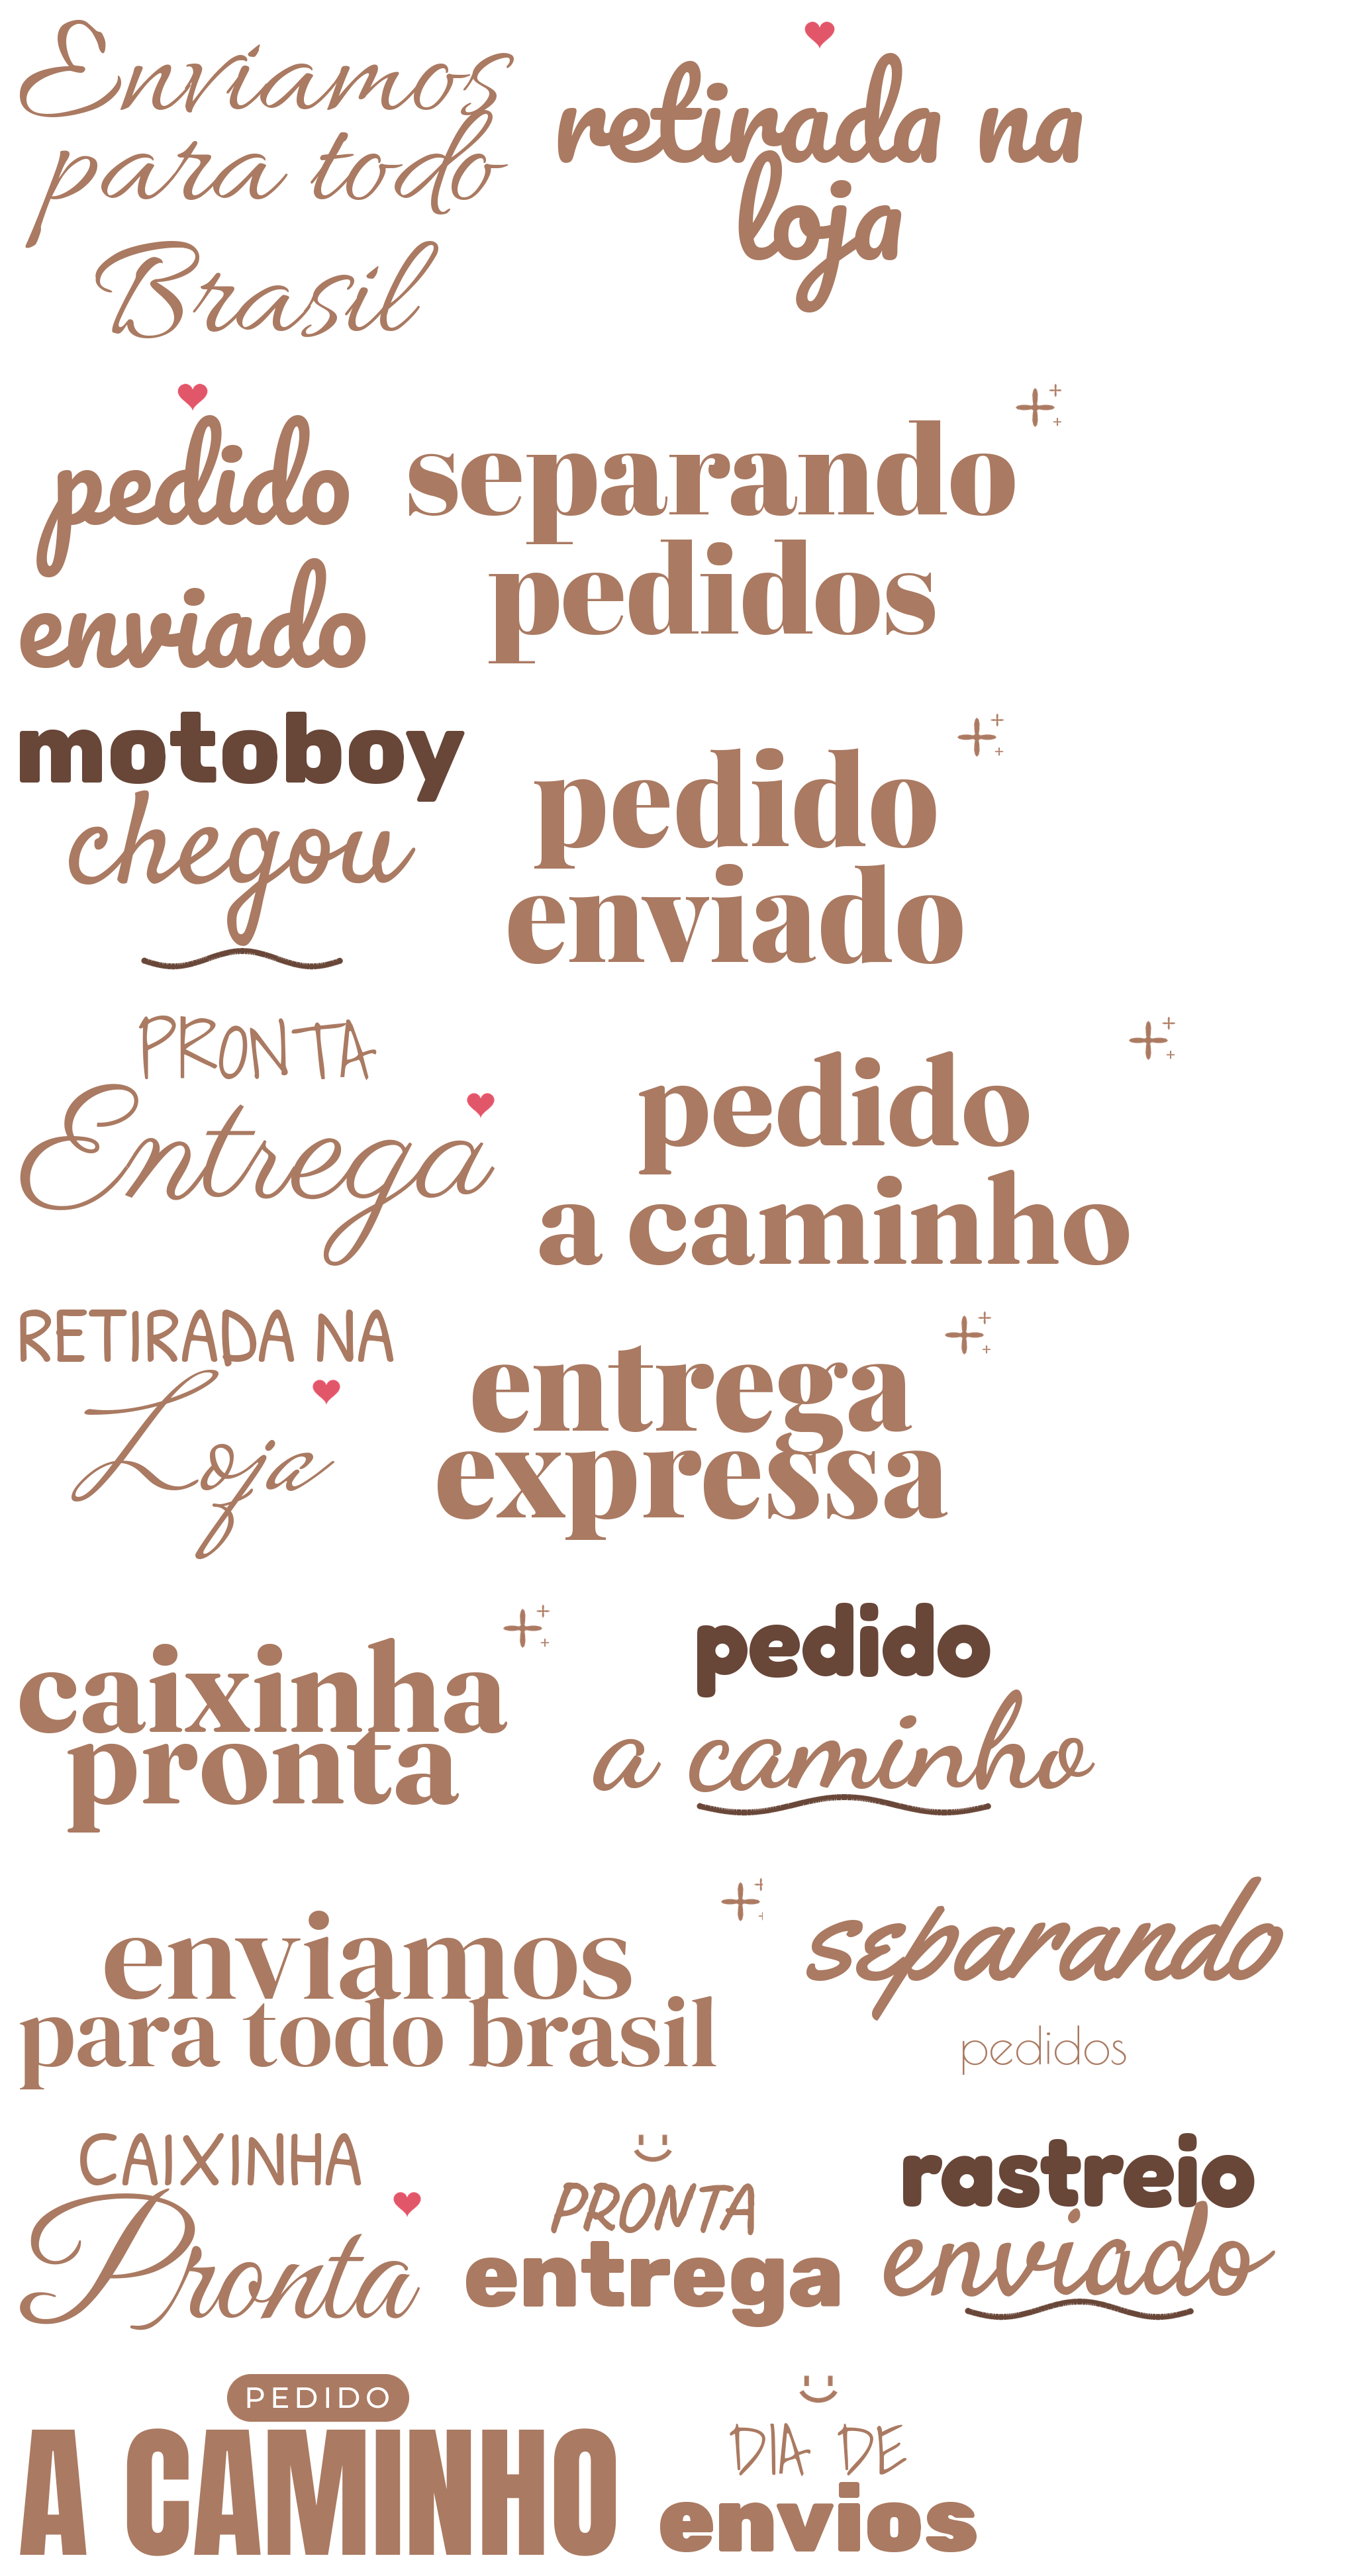 Enviamos
para todo
Brasil
retirada na
loja
pedido
enviado
separando
pedidos
motoboy
chegou
pedido
enviado
PRONTA
Entrega
pedido
a caminho
RETIRADA NA
Loja
entrega
expressa
caixinha
pronta
pedido
a caminho
enviamos
para todo brasil
separando
pedidos
CAIXINHA
Pronta
PRONTA
entrega
rastreio
enviado
PEDIDO
A CAMINHO
DIA DE
envios